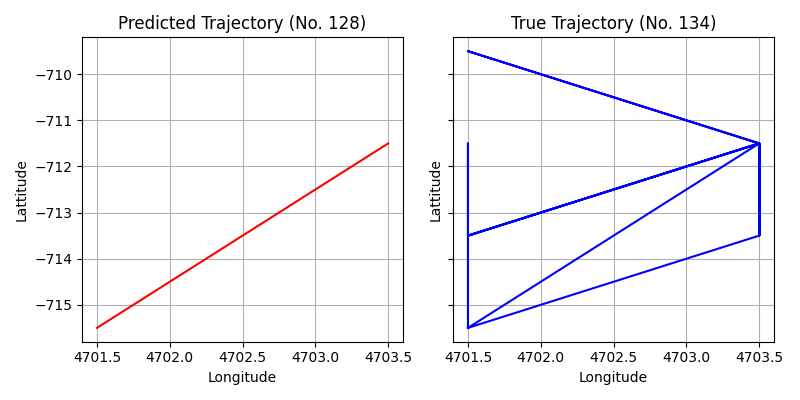 Predicted Trajectory (No. 128)
True Trajectory (No. 134)
Lattitude
−710
−711
−712
−713
−714
−715
4701.5 4702.0 4702.5 4703.0 4703.5
Longitude
Lattitude
4701.5 4702.0 4702.5 4703.0 4703.5
Longitude